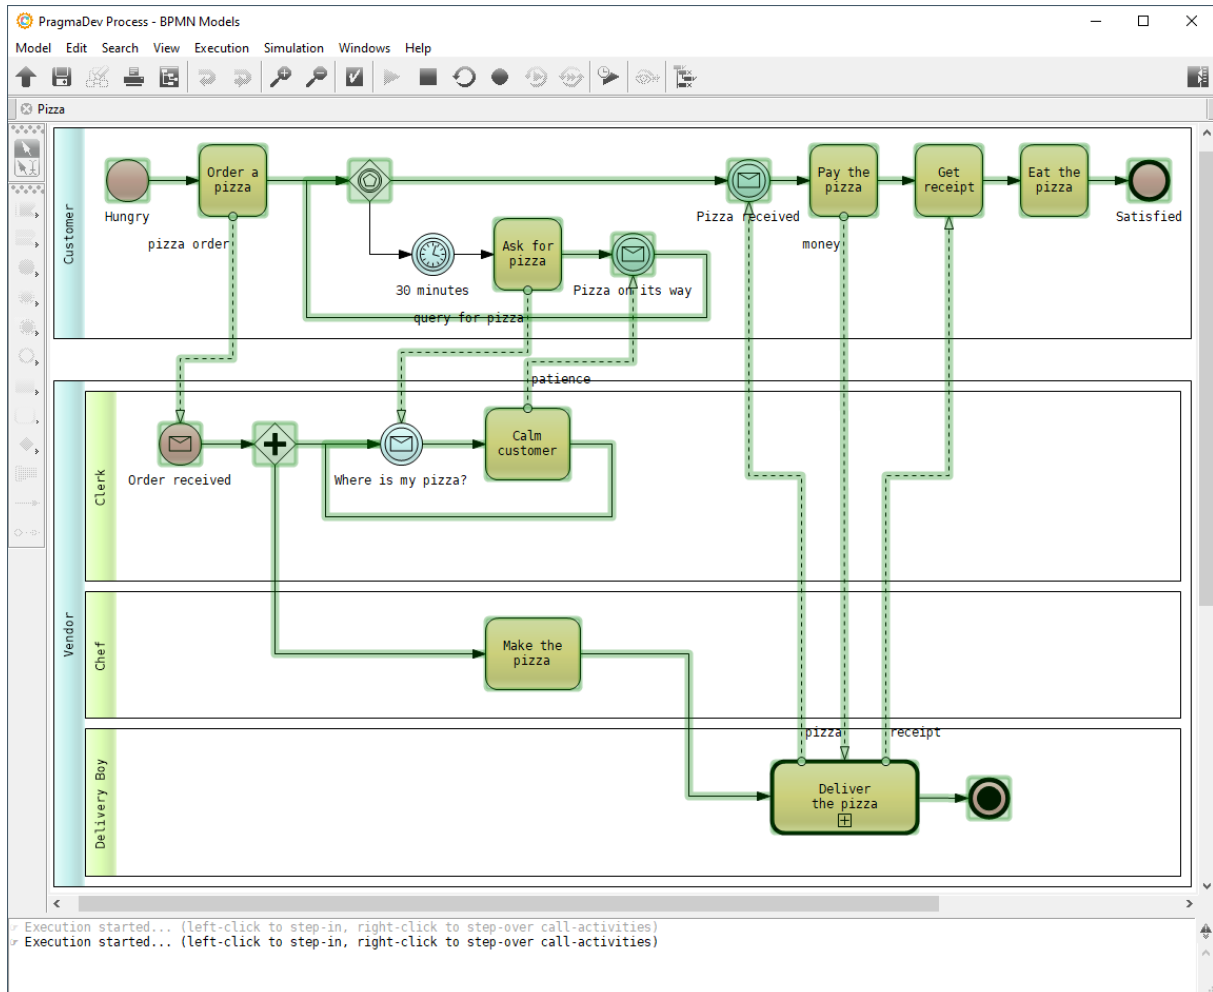 PragmaDev Process - BPMN Models
Model Edit Search View Execution Simulation Windows Help
Pizza
Customer
Hungry
Order a
pizza
pizza order
30 minutes
Ask for
pizza
query for pizza
Pizza on its way
Pizza received
Pay the
pizza
money
Get
receipt
Eat the
pizza
Satisfied
patience
Vendor
Clerk
Order received
Where is my pizza?
Calm
customer
Chef
Make the
pizza
Delivery Boy
pizza
receipt
Deliver
the pizza
Execution started... (left-click to step-in, right-click to step-over call-activities)
Execution started... (left-click to step-in, right-click to step-over call-activities)